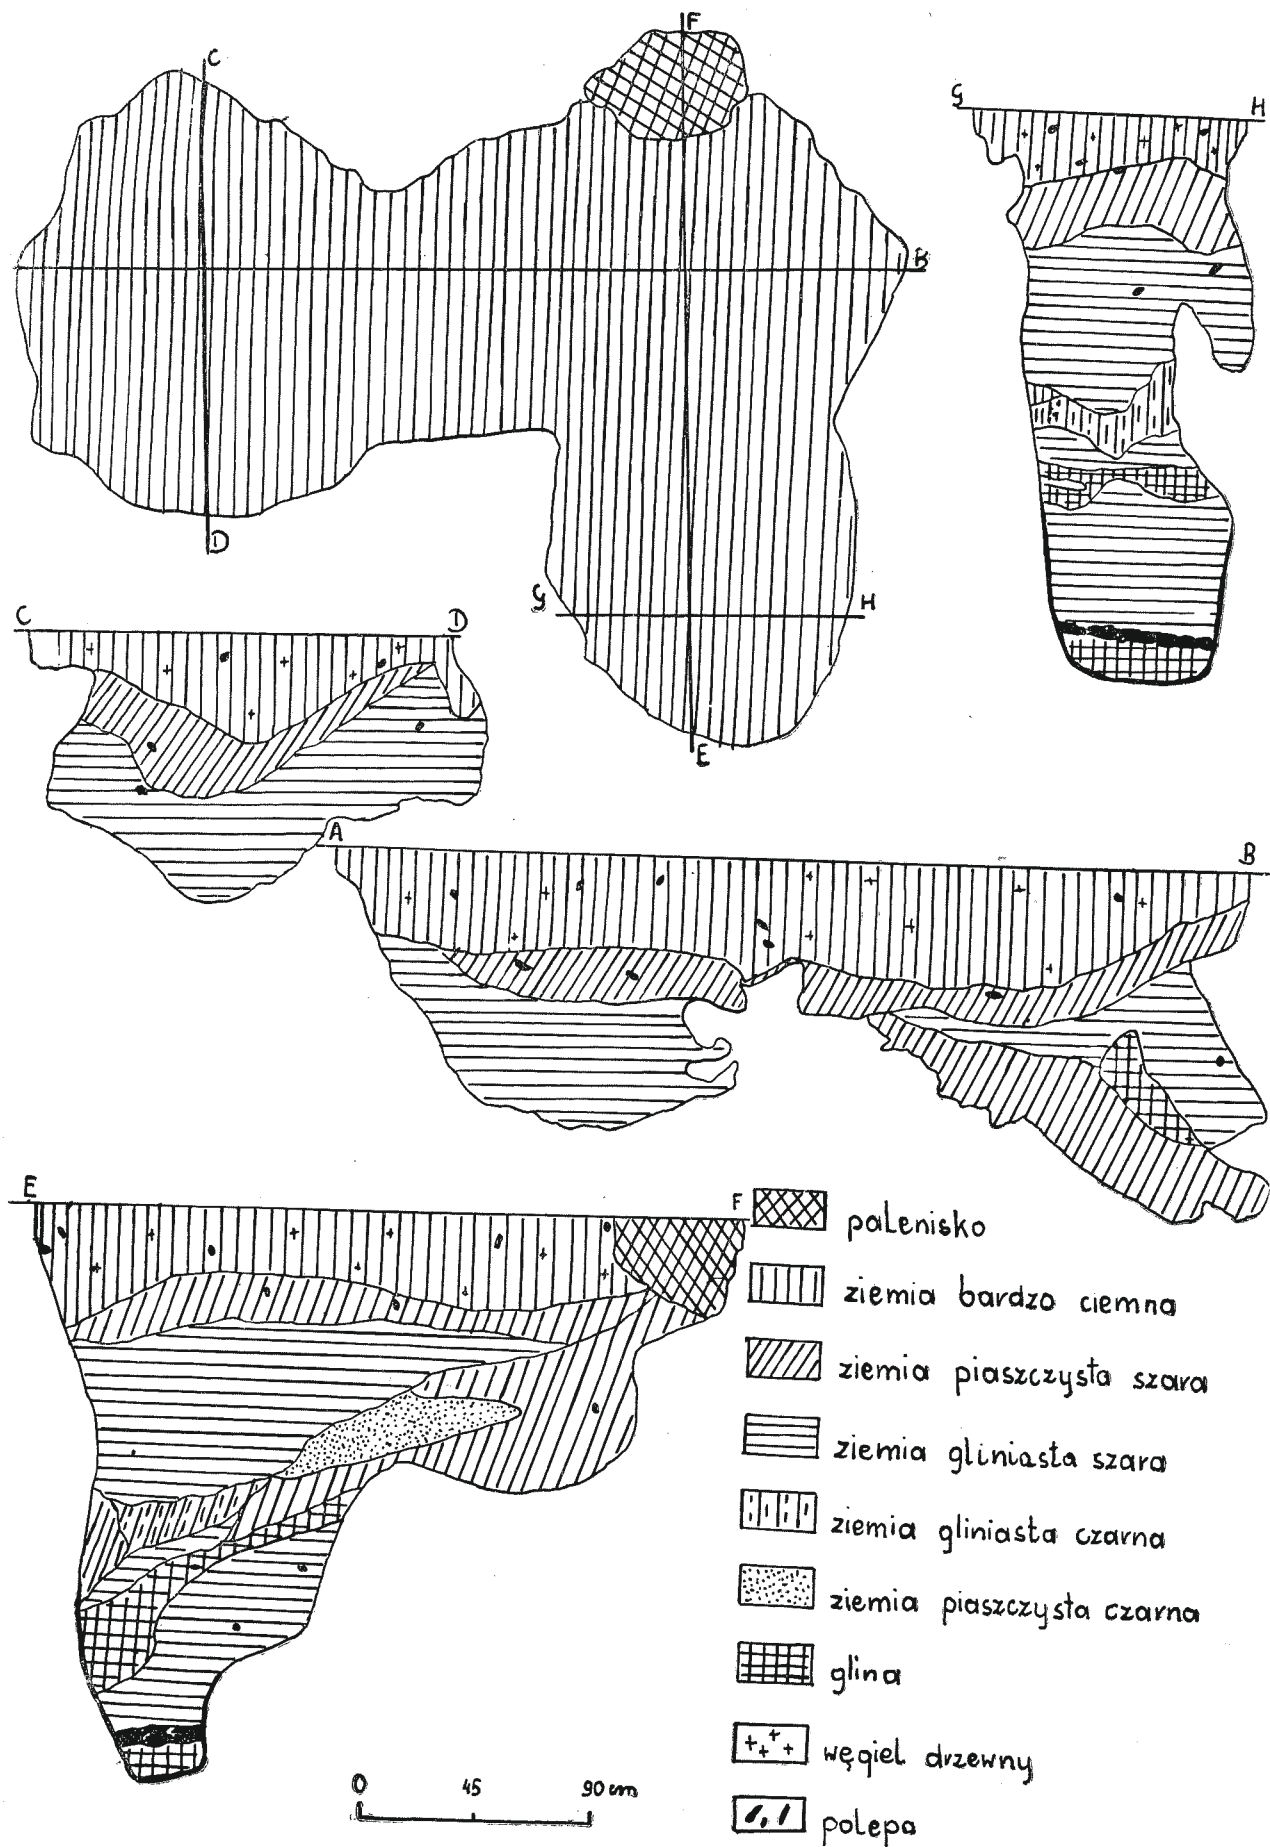 F
C
G H
B
D
G H
C D
E
A
B
E
F
palenisko
ziemia bardzo ciemna
ziemia piaszczysta szara
ziemia gliniasta szara
ziemia gliniasta czarna
ziemia piaszczysta czarna
glina
węgiel drzewny
polepa
0 45 90 cm